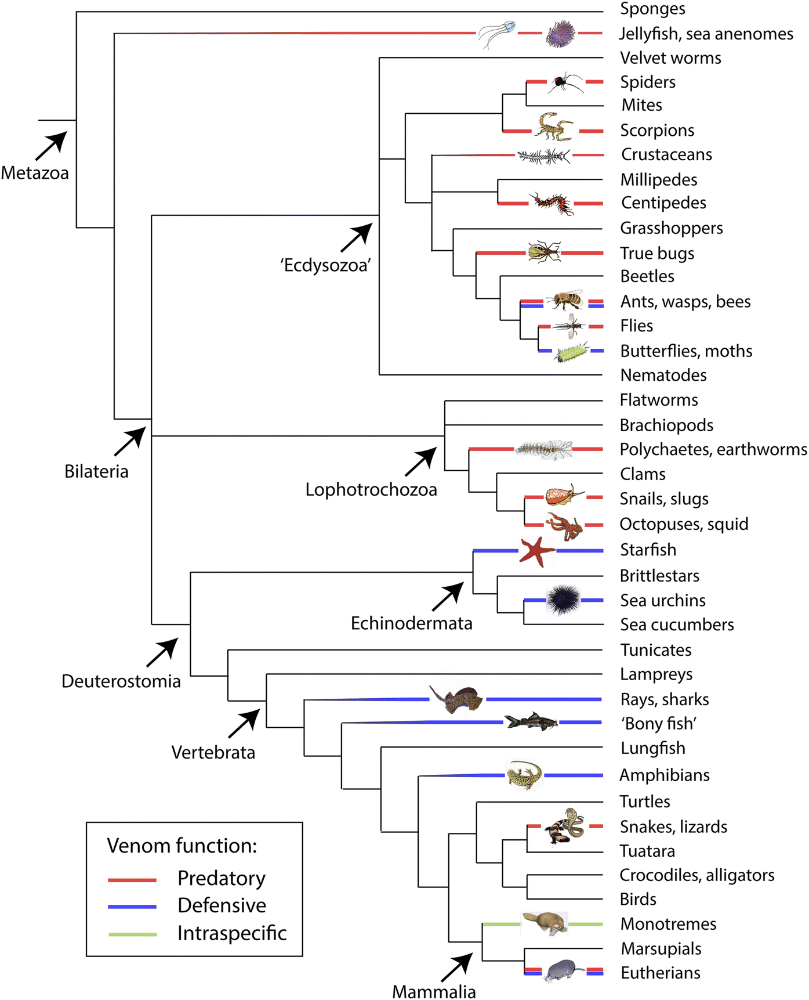 Sponges
Jellyfish, sea anenomes
Velvet worms
Spiders
Mites
Scorpions
Crustaceans
Millipedes
Centipedes
Grasshoppers
True bugs
Beetles
Ants, wasps, bees
Flies
Butterflies, moths
Nematodes
Flatworms
Brachiopods
Polychaetes, earthworms
Clams
Snails, slugs
Octopuses, squid
Starfish
Brittlestars
Sea urchins
Sea cucumbers
Tunicates
Lampreys
Rays, sharks
‘Bony fish’
Lungfish
Amphibians
Turtles
Snakes, lizards
Tuatara
Crocodiles, alligators
Birds
Monotremes
Marsupials
Eutherians
Metazoa
‘Ecdysozoa’
Bilateria
Lophotrochozoa
Echinodermata
Deuterostomia
Vertebrata
Mammalia
Venom function:
Predatory
Defensive
Intraspecific